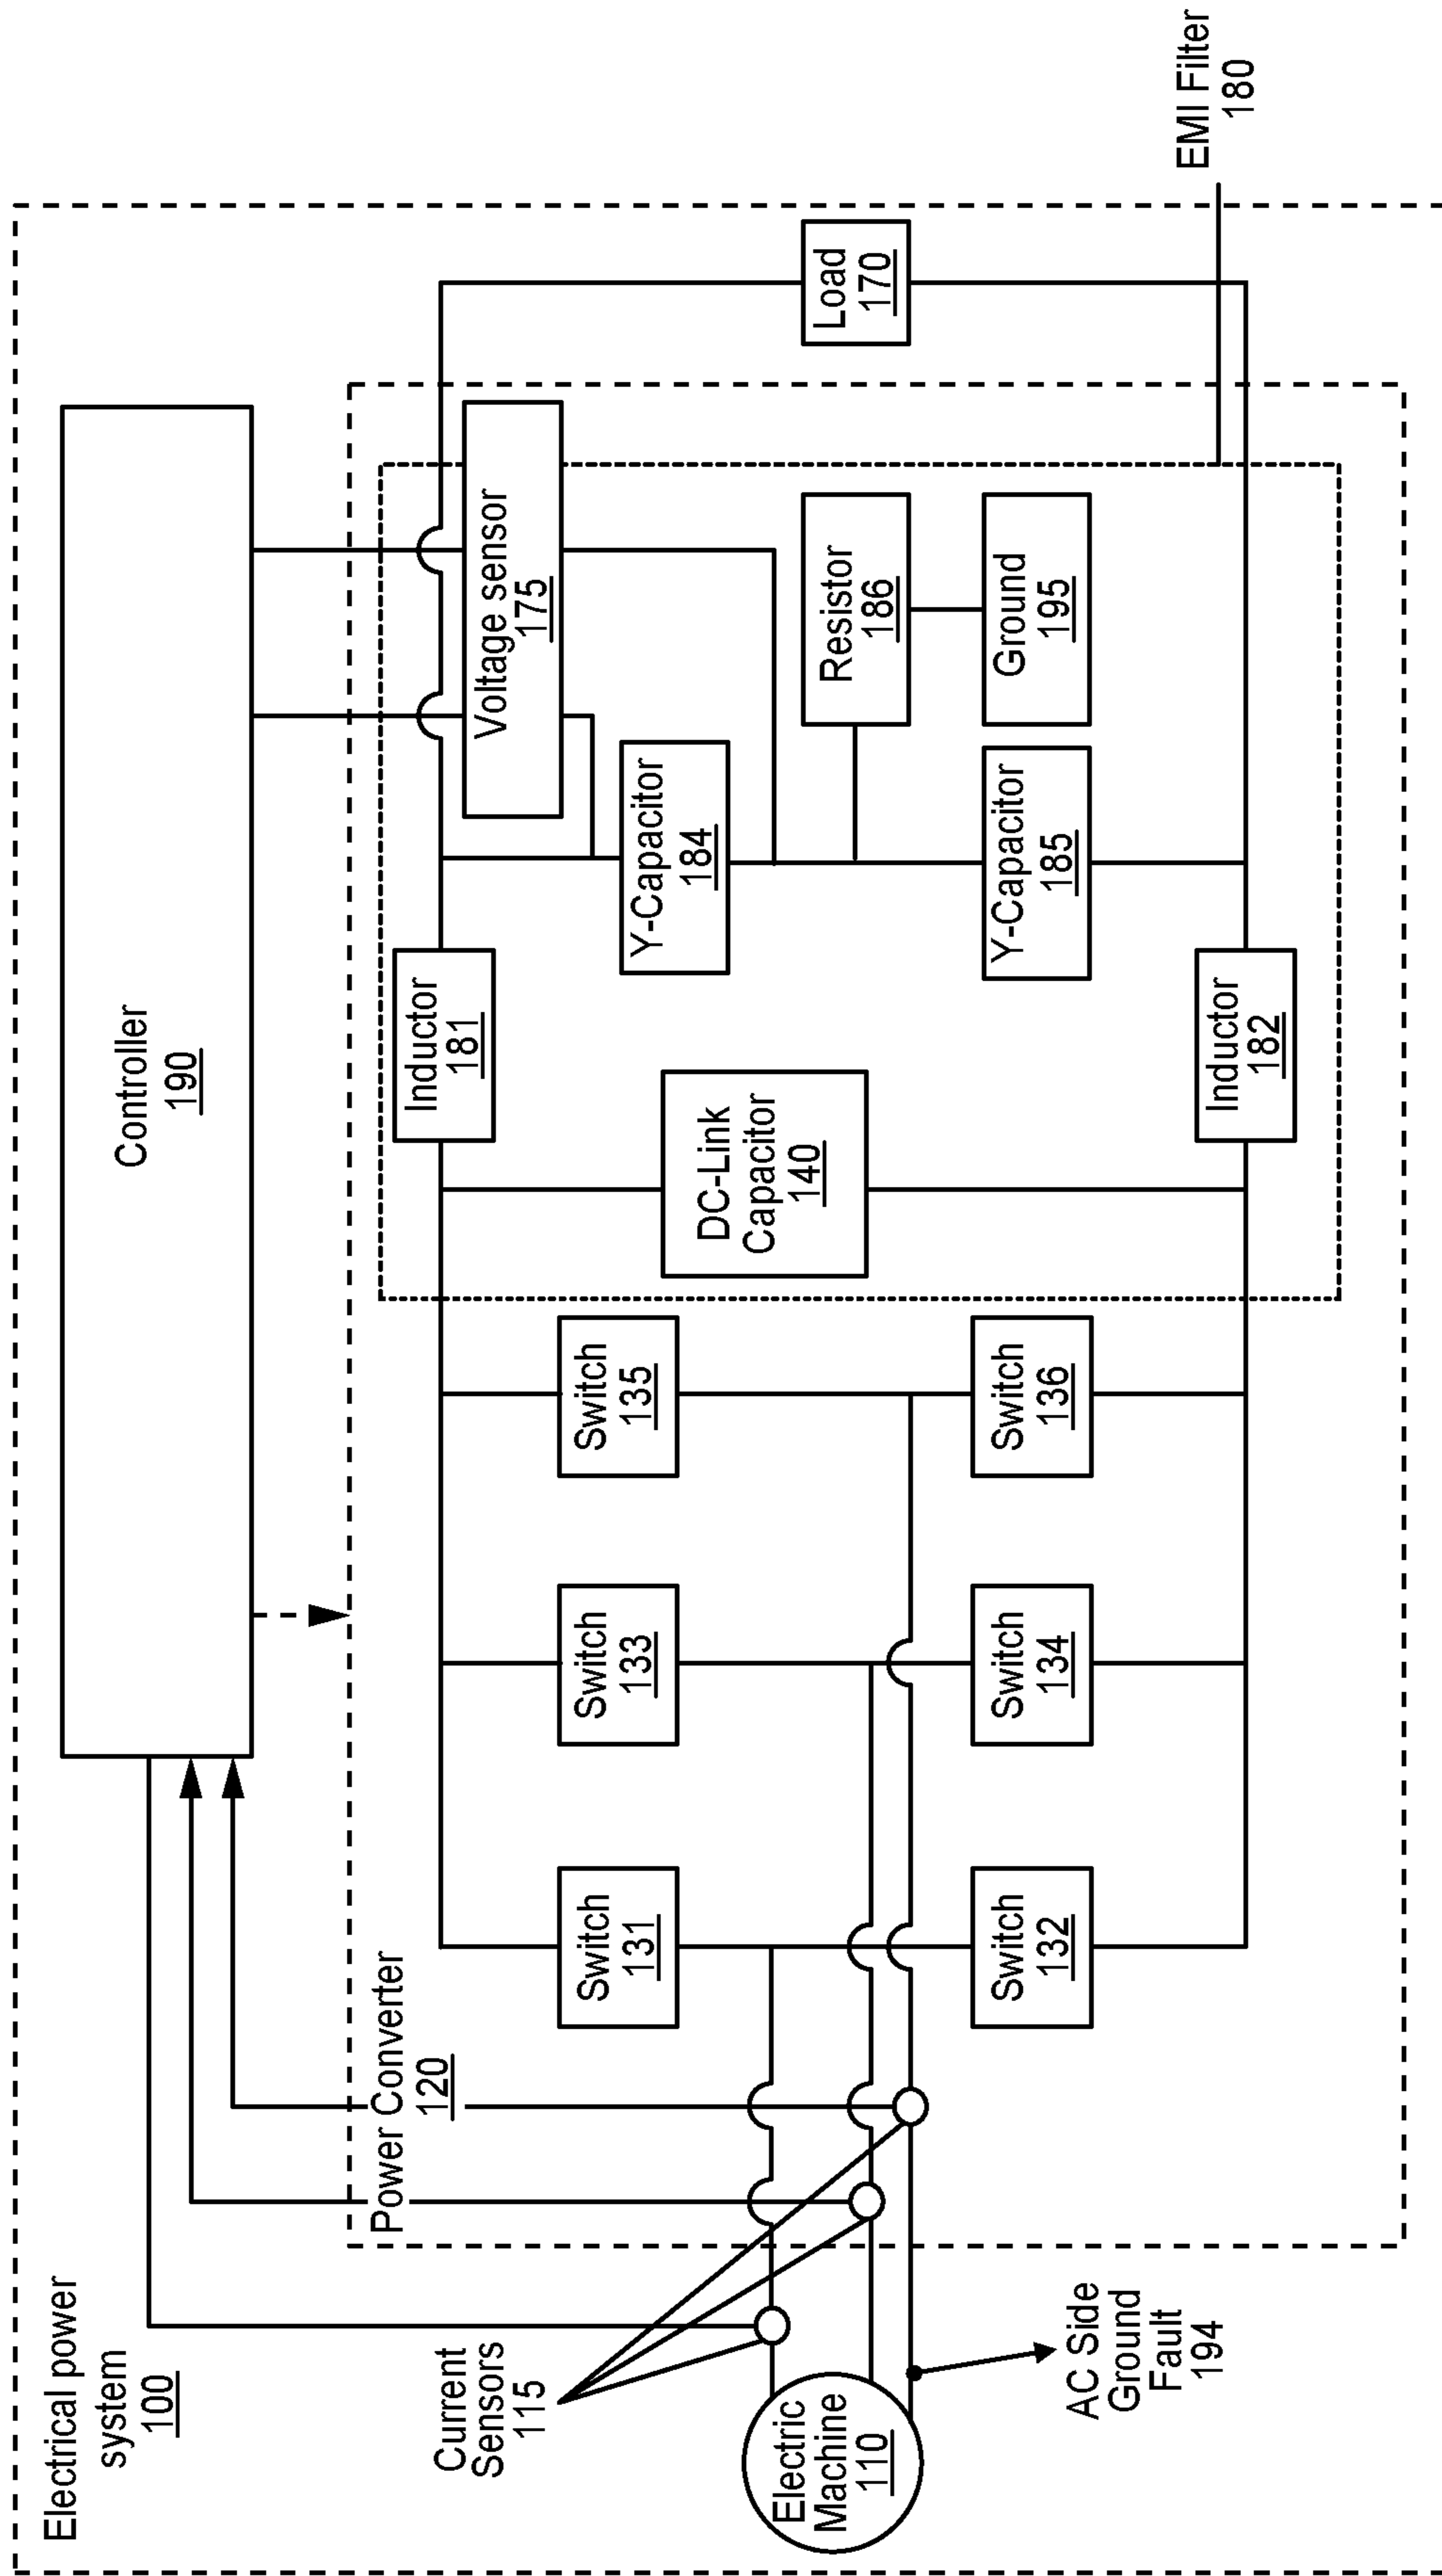 Electrical power
system
100
Controller
190
Power Converter
120
Current
Sensors
115
Electric
Machine
110
AC Side
Ground
Fault
194
Switch
131
Switch
133
Switch
135
Switch
132
Switch
134
Switch
136
DC-Link
Capacitor
140
Inductor
181
Inductor
182
Voltage sensor
175
Y-Capacitor
184
Y-Capacitor
185
Resistor
186
Ground
195
Load
170
EMI Filter
180